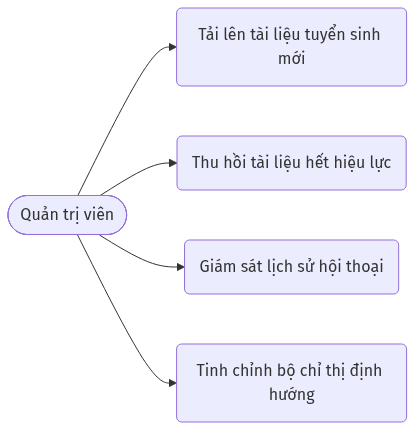 Tải lên tài liệu tuyển sinh
mới
Thu hồi tài liệu hết hiệu lực
Quản trị viên
Giám sát lịch sử hội thoại
Tinh chỉnh bộ chỉ thị định
hướng